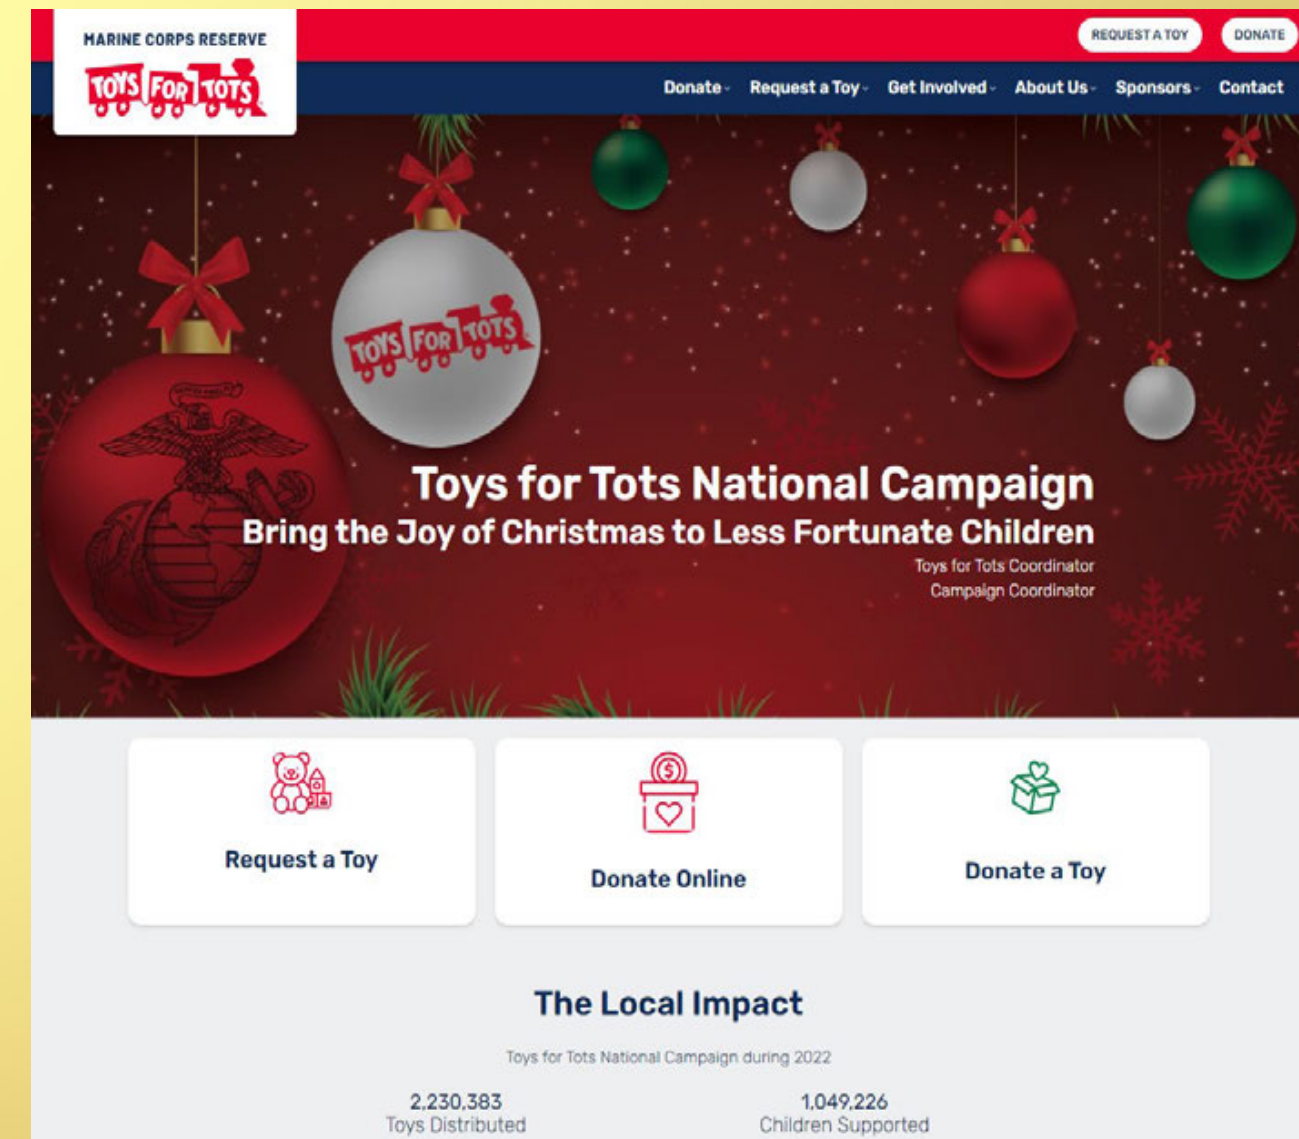 MARINE CORPS RESERVE
TOYS FOR TOTS
REQUEST A TOY DONATE
Donate Request a Toy Get Involved About Us Sponsors Contact
TOYS FOR TOTS
Toys for Tots National Campaign
Bring the Joy of Christmas to Less Fortunate Children
Toys for Tots Coordinator
Campaign Coordinator
Request a Toy
Donate Online
Donate a Toy
The Local Impact
Toys for Tots National Campaign during 2022
2,230,383 1,049,226
Toys Distributed Children Supported